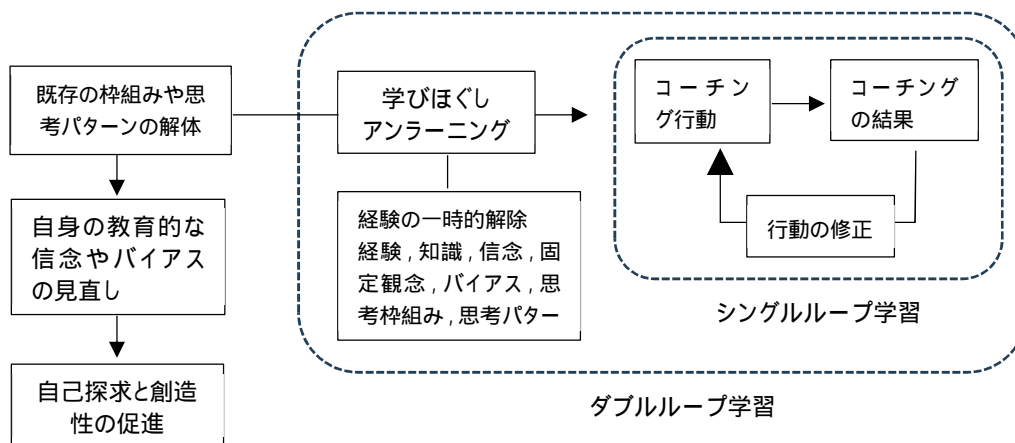 既存の枠組みや思
考パターンの解体
自身の教育的な
信念やバイアス
の見直し
自己探求と創造
性の促進
学びほぐし
アンラーニング
経験の一時的解除
経験,知識,信念,固
定観念,バイアス,思
考枠組み,思考パター
コーチン
グ行動
コーチング
の結果
行動の修正
シングルループ学習
ダブルループ学習